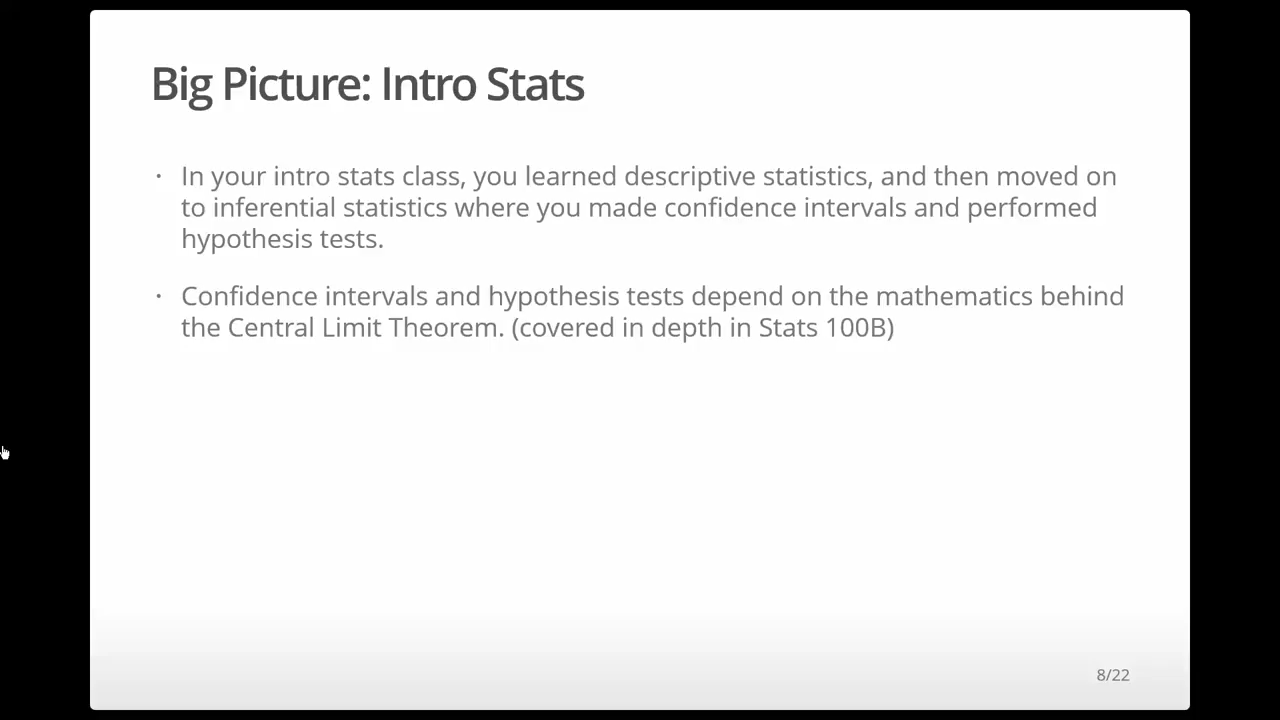 Big Picture: Intro Stats
· In your intro stats class, you learned descriptive statistics, and then moved on
to inferential statistics where you made confidence intervals and performed
hypothesis tests.
· Confidence intervals and hypothesis tests depend on the mathematics behind
the Central Limit Theorem. (covered in depth in Stats 100B)
8/22